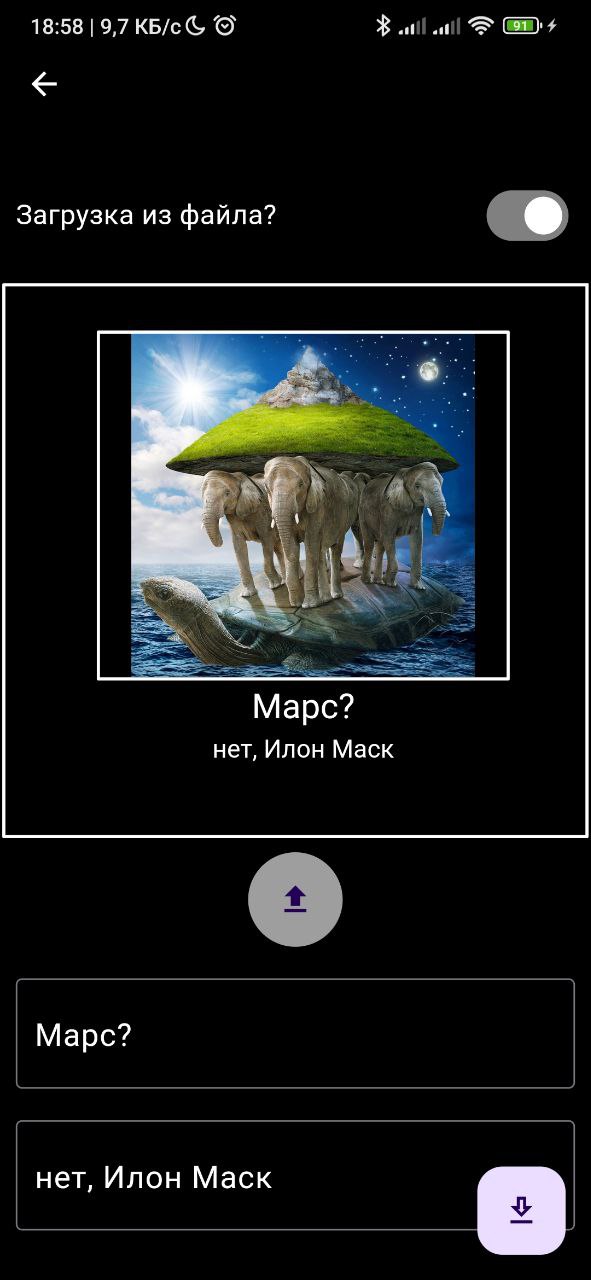 18:58 | 9,7 КБ/с
91
Загрузка из файла?
Марс?
нет, Илон Маск
Марс?
нет, Илон Маск